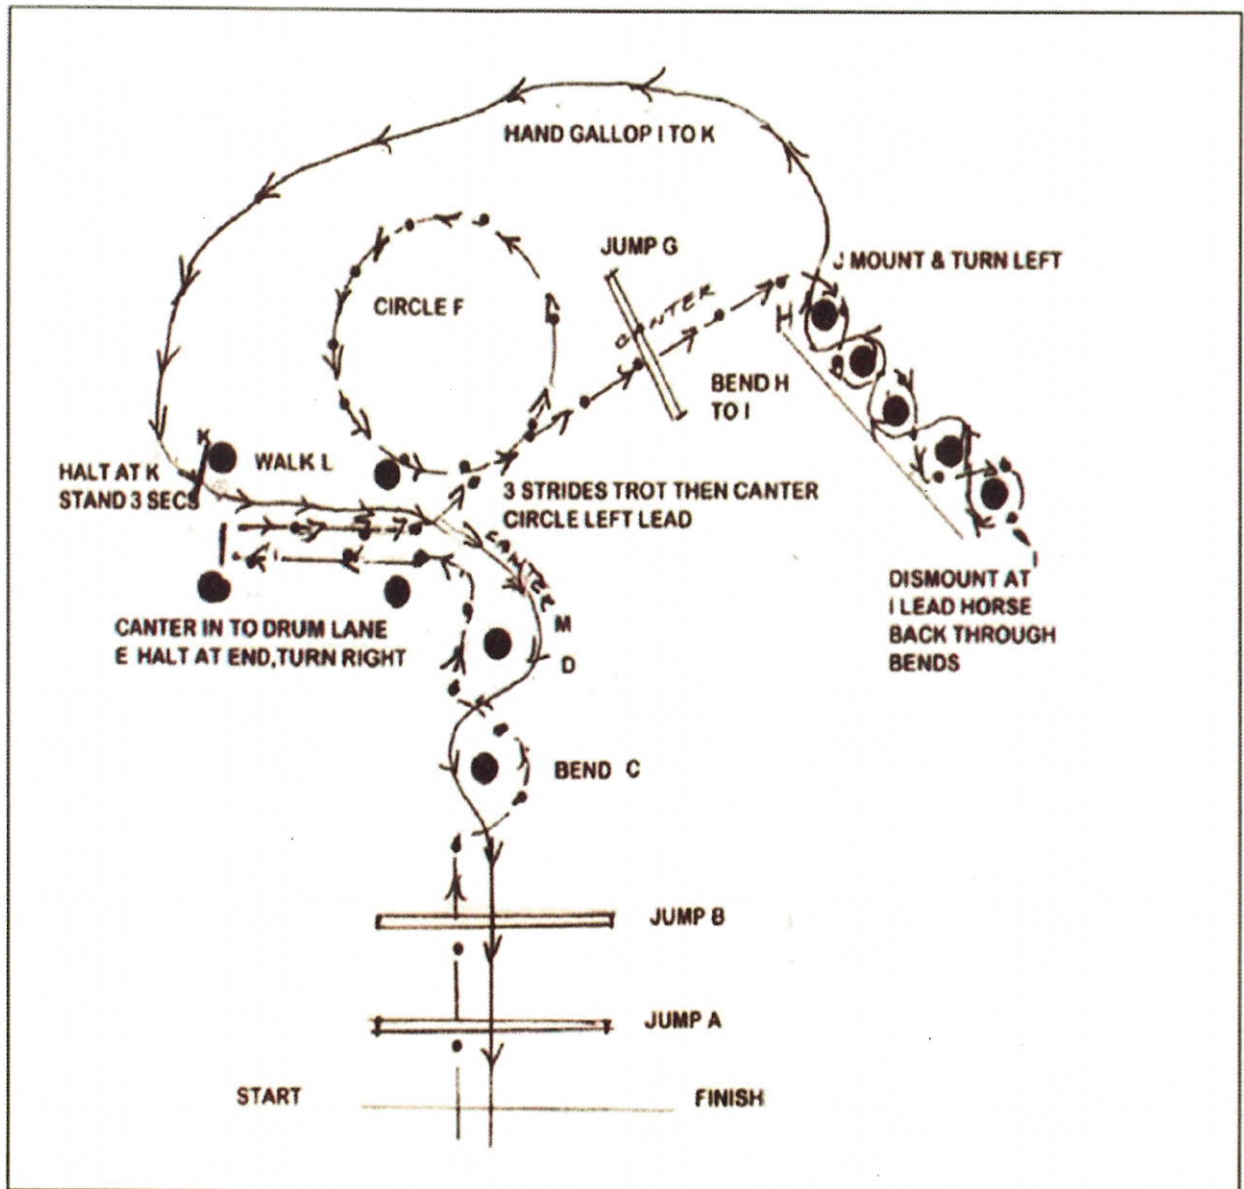 HAND GALLOP I TO K
JUMP G
CANTER
J MOUNT & TURN LEFT
CIRCLE F
H
BEND H
TO I
K
WALK L
HALT AT K
STAND 3 SECS
3 STRIDES TROT THEN CANTER
CIRCLE LEFT LEAD
CANTER
I
DISMOUNT AT
I LEAD HORSE
BACK THROUGH
BENDS
CANTER IN TO DRUM LANE
E HALT AT END,TURN RIGHT
M
D
BEND C
JUMP B
JUMP A
START
FINISH